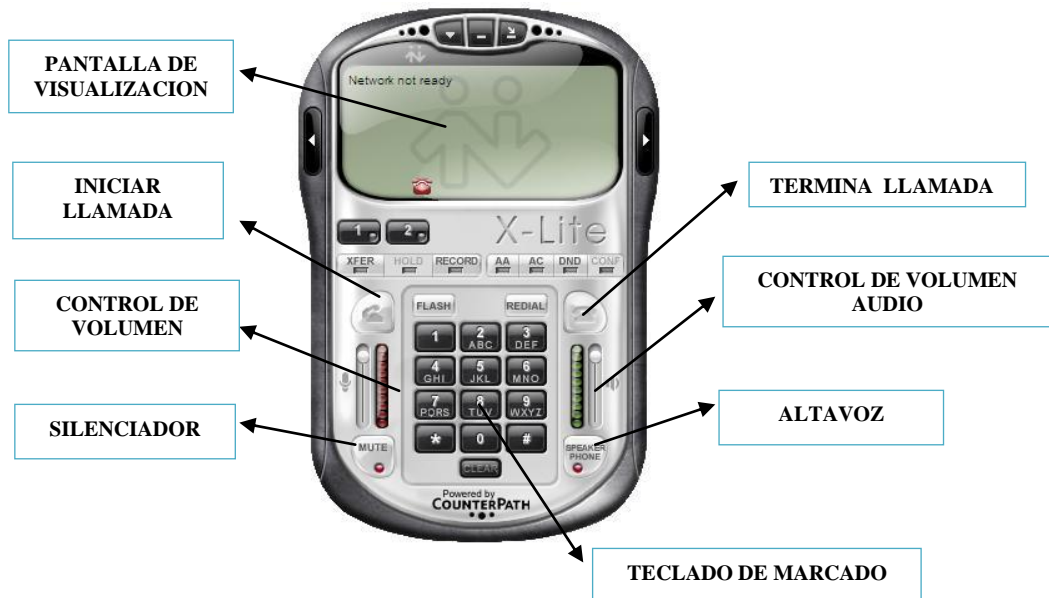 PANTALLA DE
VISUALIZACION
Network not ready
INICIAR
LLAMADA
TERMINA LLAMADA
1 2
X-Lite
XFER HOLD RECORD AA AC DND CONF
CONTROL DE
VOLUMEN
CONTROL DE VOLUMEN
AUDIO
FLASH REDIAL
1 2 3
ABC DEF
4 5 6
GHI JKL MNO
7 8 9
PQRS TUV WXYZ
* 0 #
CLEAR
SILENCIADOR
MUTE
SPEAKER
PHONE
ALTAVOZ
Powered by
COUNTERPATH
TECLADO DE MARCADO